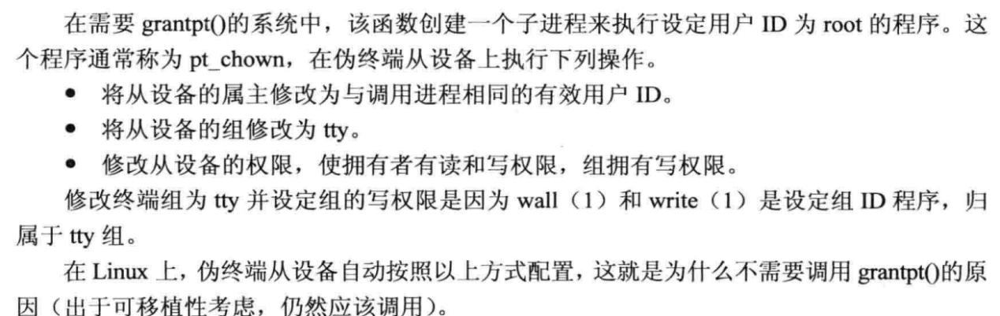 在需要 grantpt()的系统中，该函数创建一个子进程来执行设定用户 ID 为 root 的程序。这
个程序通常称为 pt_chown，在伪终端从设备上执行下列操作。
● 将从设备的属主修改为与调用进程相同的有效用户 ID。
● 将从设备的组修改为 tty。
● 修改从设备的权限，使拥有者有读和写权限，组拥有写权限。
修改终端组为 tty 并设定组的写权限是因为 wall（1）和 write（1）是设定组 ID 程序，归
属于 tty 组。
在 Linux 上，伪终端从设备自动按照以上方式配置，这就是为什么不需要调用 grantpt()的原
因（出于可移植性考虑，仍然应该调用）。